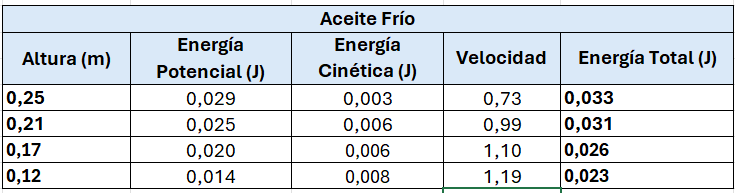 Aceite Frío
Altura (m) Energía Potencial (J) Energía Cinética (J) Velocidad Energía Total (J)
0,25 0,029 0,003 0,73 0,033
0,21 0,025 0,006 0,99 0,031
0,17 0,020 0,006 1,10 0,026
0,12 0,014 0,008 1,19 0,023